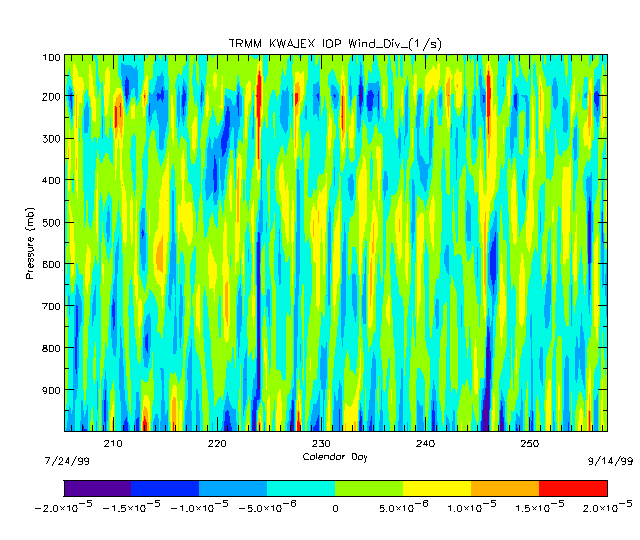 TRMM KWAJEX IOP Wind_Div_(1/s)
100
200
300
400
500
600
700
800
900
Pressure (mb)
210 220 230 240 250
Calendar Day
7/24/99 9/14/99
-2.0×10⁻⁵ -1.5×10⁻⁵ -1.0×10⁻⁵ -5.0×10⁻⁶ 0 5.0×10⁻⁶ 1.0×10⁻⁵ 1.5×10⁻⁵ 2.0×10⁻⁵